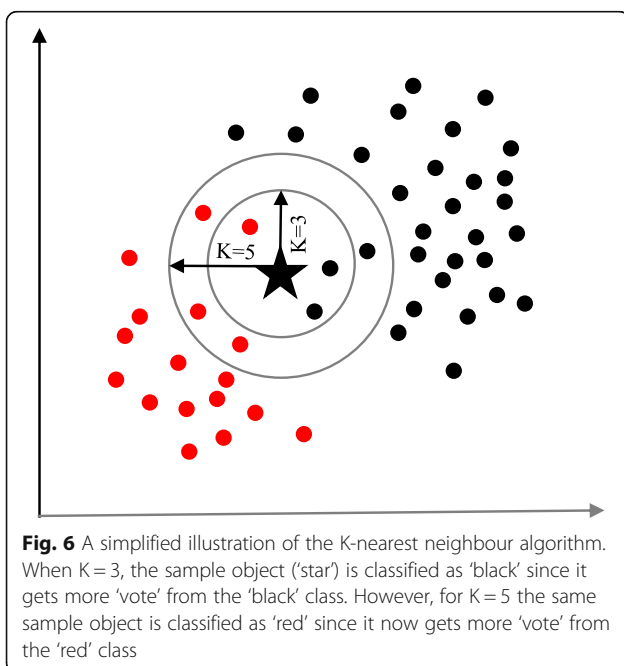 K=3
K=5
Fig. 6 A simplified illustration of the K-nearest neighbour algorithm.
When K = 3, the sample object (‘star’) is classified as ‘black’ since it
gets more ‘vote’ from the ‘black’ class. However, for K = 5 the same
sample object is classified as ‘red’ since it now gets more ‘vote’ from
the ‘red’ class